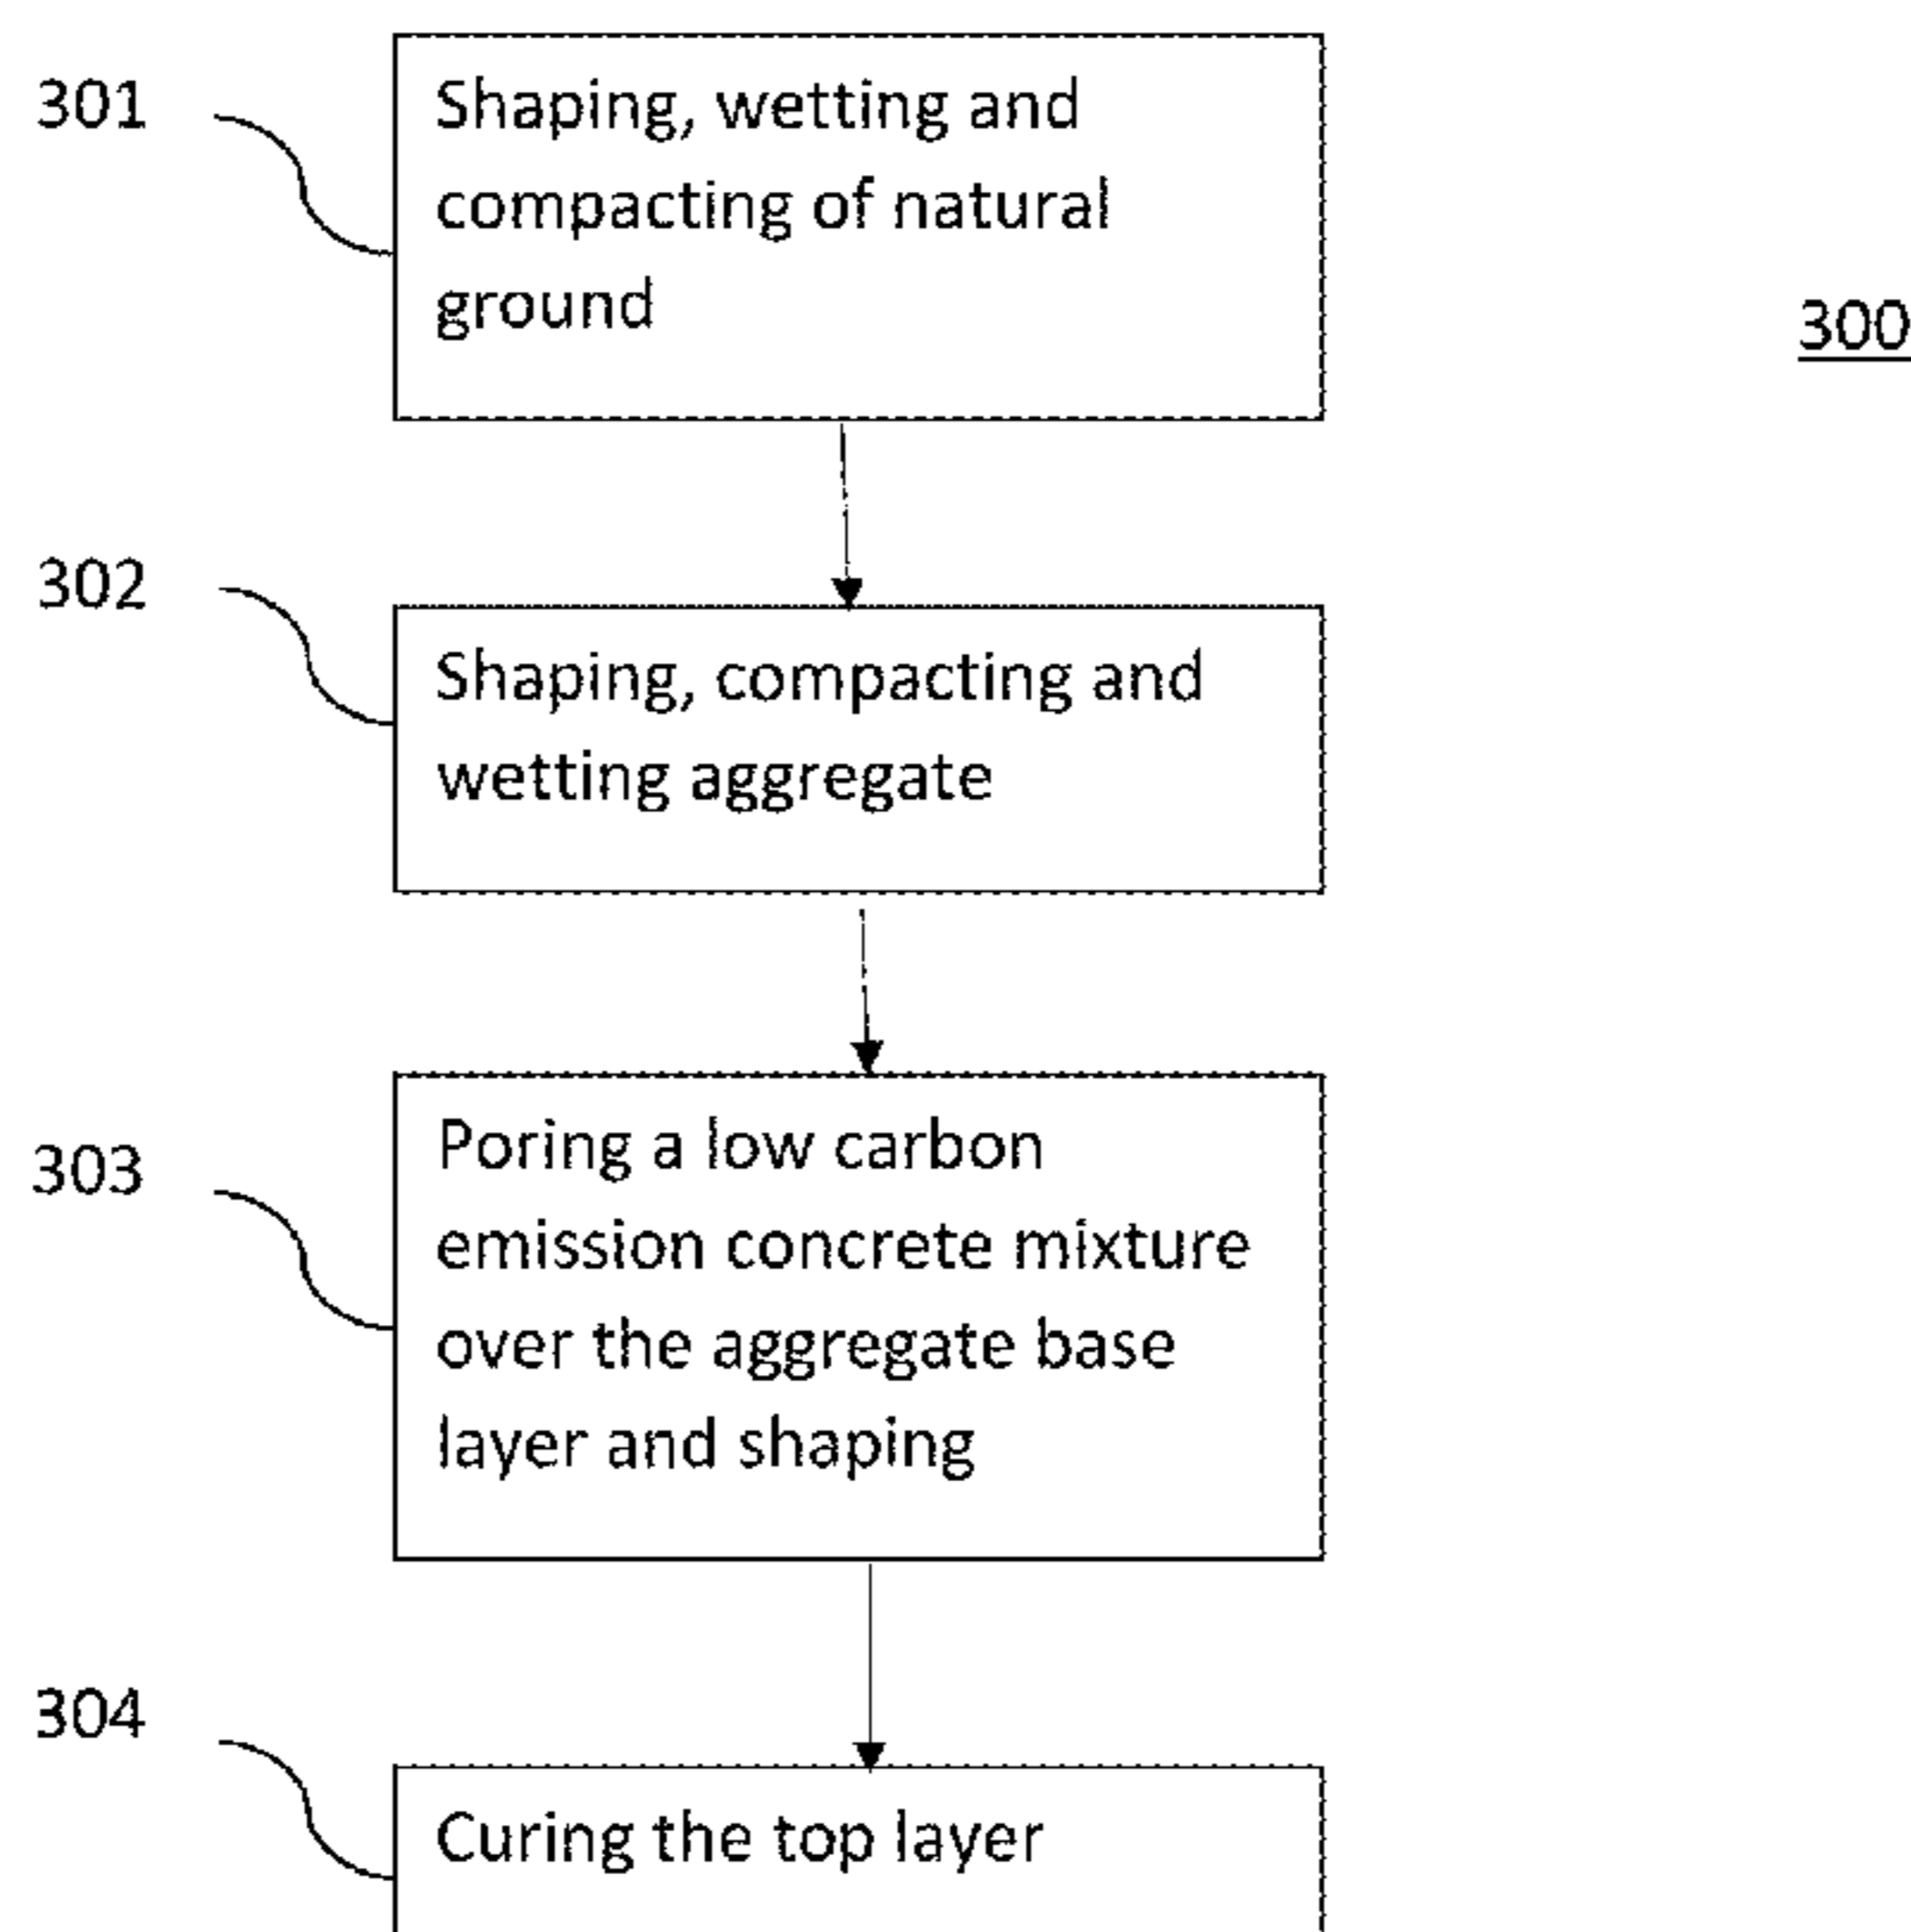 301
Shaping, wetting and
compacting of natural
ground
300
302
Shaping, compacting and
wetting aggregate
303
Poring a low carbon
emission concrete mixture
over the aggregate base
layer and shaping
304
Curing the top layer